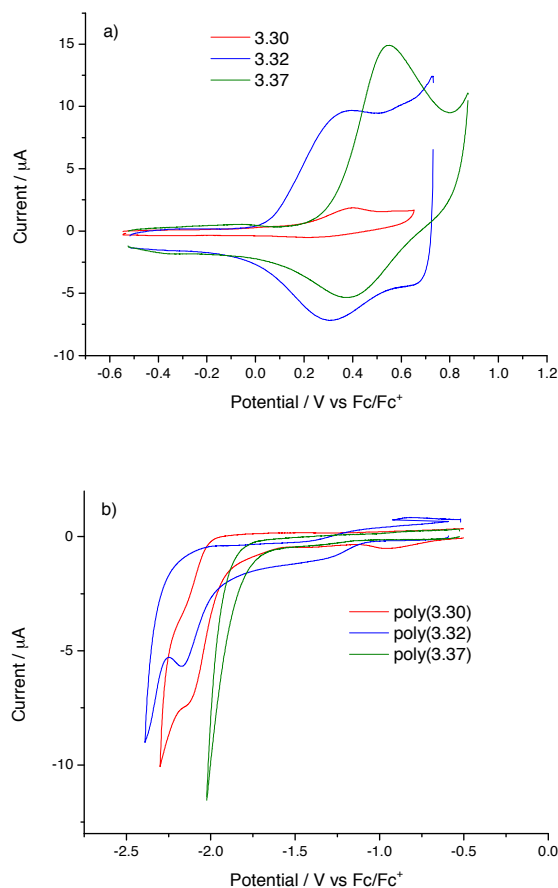 a)
3.30
3.32
3.37
15
10
5
0
-5
-10
Current / μA
-0.6 -0.4 -0.2 0.0 0.2 0.4 0.6 0.8 1.0 1.2
Potential / V vs Fc/Fc⁺
b)
0
-5
-10
Current / μA
poly(3.30)
poly(3.32)
poly(3.37)
-2.5 -2.0 -1.5 -1.0 -0.5 0.0
Potential / V vs Fc/Fc⁺